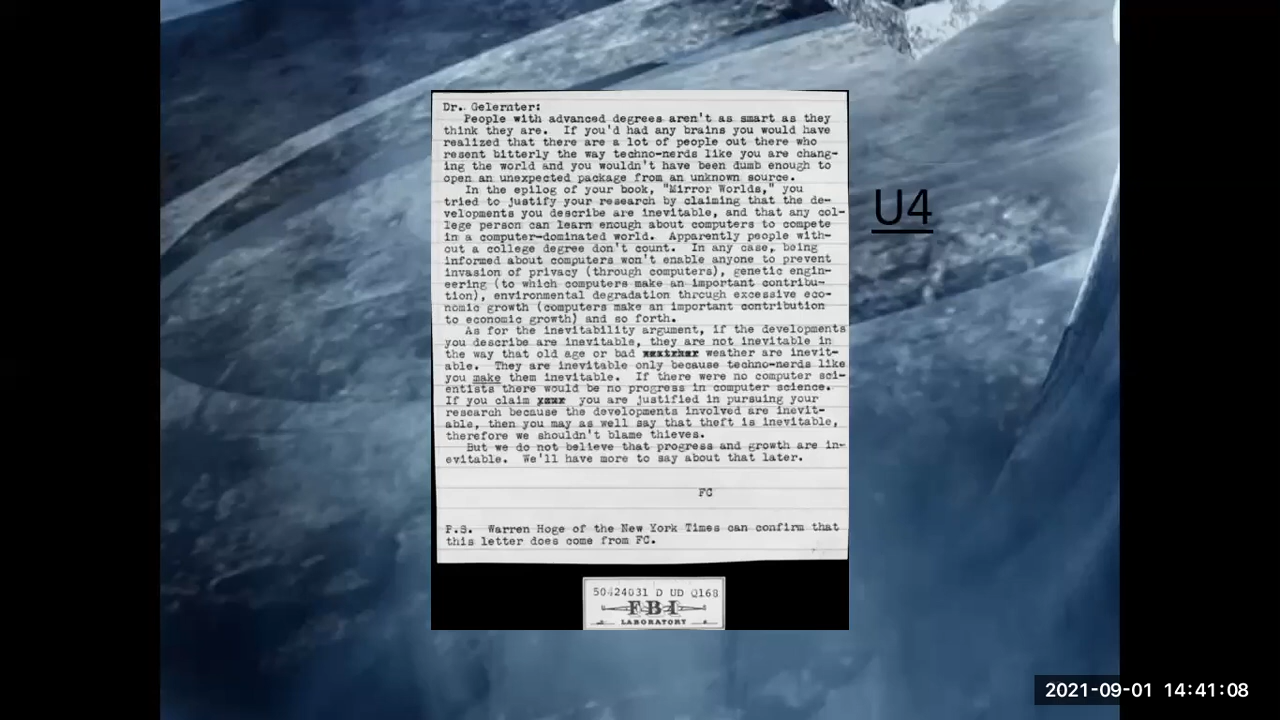 Dr. Gelernter:
People with advanced degrees aren't as smart as they
think they are. If you'd had any brains you would have
realized that there are a lot of people out there who
resent bitterly the way techno-nerds like you are chang-
ing the world and you wouldn't have been dumb enough to
open an unexpected package from an unknown source.
In the epilog of your book, "Mirror Worlds," you
tried to justify your research by claiming that the de-
velopments you describe are inevitable, and that any col-
lege person can learn enough about computers to compete
in a computer-dominated world. Apparently people with-
out a college degree don't count. In any case, being
informed about computers won't enable anyone to prevent
invasion of privacy (through computers), genetic engin-
eering (to which computers make an important contribu-
tion), environmental degradation through excessive eco-
nomic growth (computers make an important contribution
to economic growth) and so forth.
As for the inevitability argument, if the developments
you describe are inevitable, they are not inevitable in
the way that old age or bad weather are inevit-
able. They are inevitable only because techno-nerds like
you make them inevitable. If there were no computer sci-
entists there would be no progress in computer science.
If you claim you are justified in pursuing your
research because the developments involved are inevit-
able, then you may as well say that theft is inevitable,
therefore we shouldn't blame thieves.
But we do not believe that progress and growth are in-
evitable. We'll have more to say about that later.
FC
P.S. Warren Hoge of the New York Times can confirm that
this letter does come from FC.
U4
50424031 D UD Q168
FBI
LABORATORY
2021-09-01 14:41:08